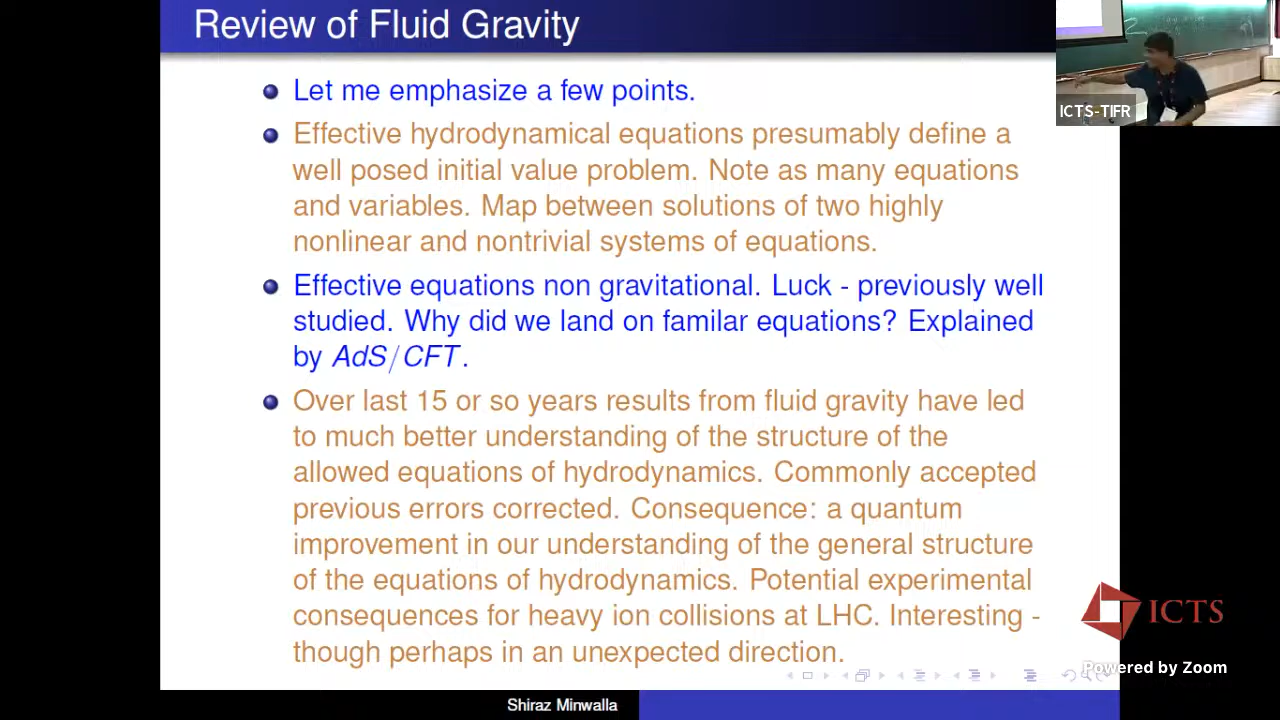 Review of Fluid Gravity
Let me emphasize a few points.
Effective hydrodynamical equations presumably define a
well posed initial value problem. Note as many equations
and variables. Map between solutions of two highly
nonlinear and nontrivial systems of equations.
Effective equations non gravitational. Luck - previously well
studied. Why did we land on familar equations? Explained
by AdS/CFT.
Over last 15 or so years results from fluid gravity have led
to much better understanding of the structure of the
allowed equations of hydrodynamics. Commonly accepted
previous errors corrected. Consequence: a quantum
improvement in our understanding of the general structure
of the equations of hydrodynamics. Potential experimental
consequences for heavy ion collisions at LHC. Interesting -
though perhaps in an unexpected direction.
Shiraz Minwalla
ICTS-TIFR
ICTS
Powered by Zoom